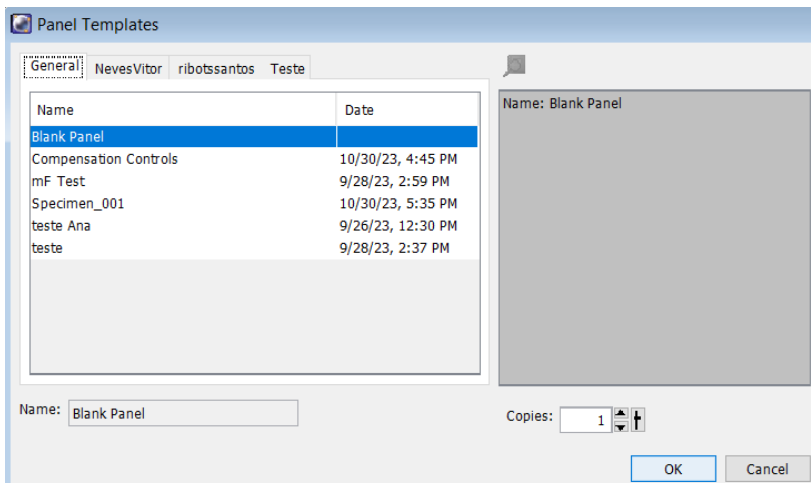 Panel Templates
General NevesVitor ribotssantos Teste
Name Date
Blank Panel
Compensation Controls 10/30/23, 4:45 PM
mF Test 9/28/23, 2:59 PM
Specimen_001 10/30/23, 5:35 PM
teste Ana 9/26/23, 12:30 PM
teste 9/28/23, 2:37 PM
Name: Blank Panel
Name: Blank Panel
Copies: 1
OK Cancel